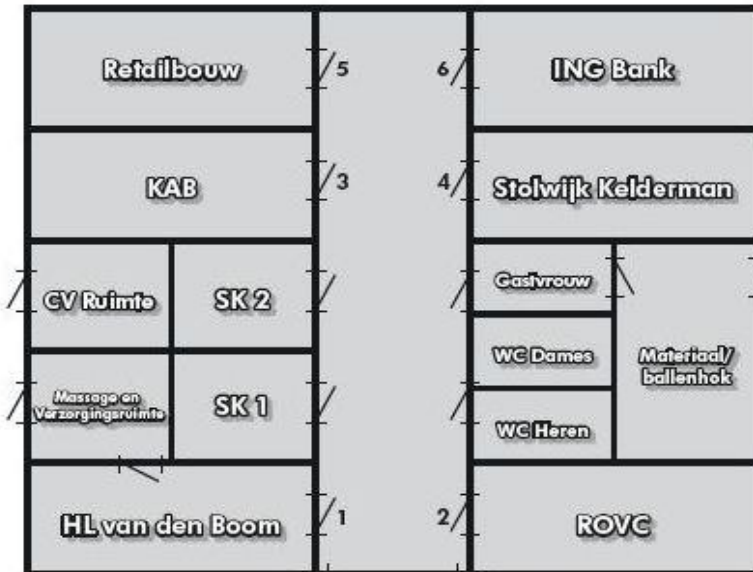 Retailbouw
5
6
ING Bank
KAB
3
4
Stolwijk Kelderman
CV Ruimte
SK 2
Gastvrouw
WC Dames
Materiaal/
ballenhok
Massage en
Verzorgingsruimte
SK 1
WC Heren
HL van den Boom
1
2
ROVC